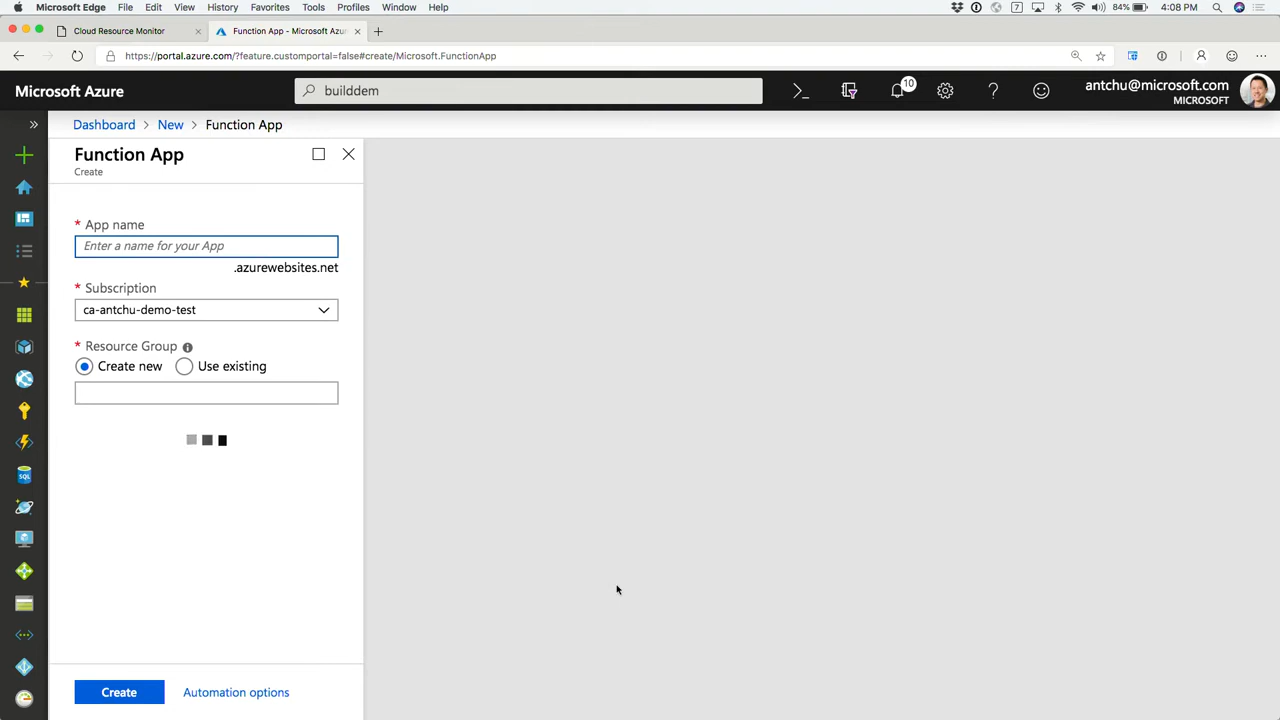 Microsoft Edge File Edit View History Favorites Tools Profiles Window Help 7 84% 4:08 PM
Cloud Resource Monitor Function App - Microsoft Azu
https://portal.azure.com/?feature.customportal=false#create/Microsoft.FunctionApp
Microsoft Azure builddem 10 antchu@microsoft.com
MICROSOFT
Dashboard > New > Function App
Function App
Create
* App name
Enter a name for your App
.azurewebsites.net
* Subscription
ca-antchu-demo-test
* Resource Group
Create new Use existing
SQL
Create Automation options